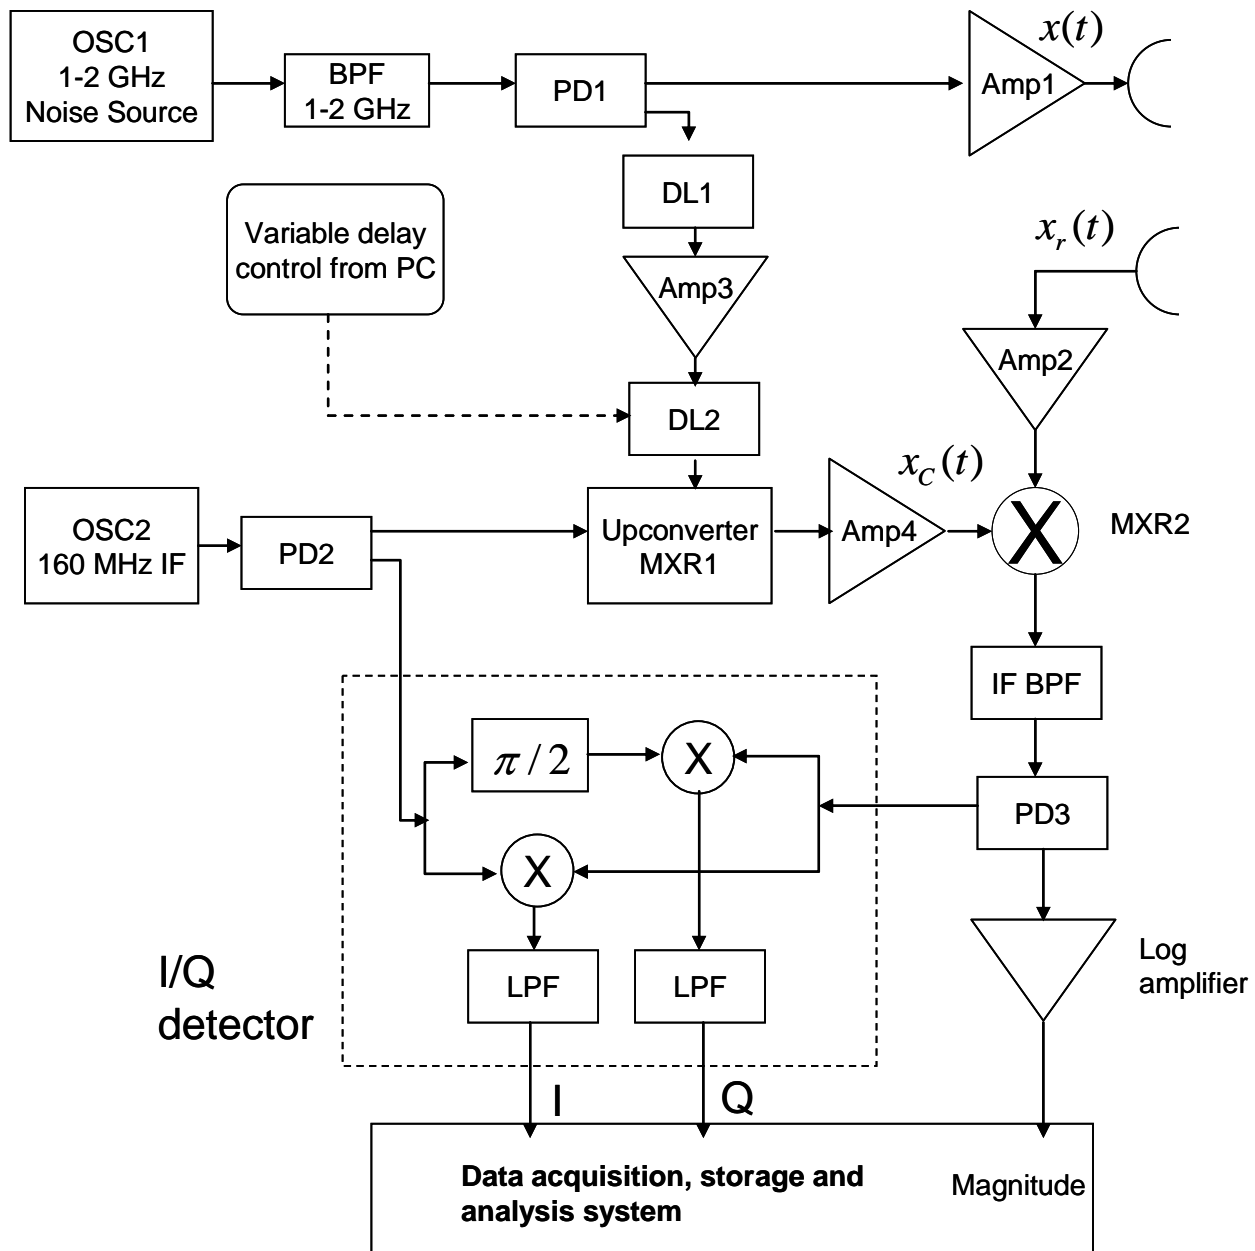 OSC1
1-2 GHz
Noise Source
BPF
1-2 GHz
PD1
Amp1
x(t)
DL1
Variable delay
control from PC
Amp3
x_r(t)
Amp2
DL2
OSC2
160 MHz IF
PD2
Upconverter
MXR1
Amp4
x_C(t)
X
MXR2
IF BPF
π / 2
X
PD3
X
I/Q
detector
LPF
LPF
Log
amplifier
I
Q
Data acquisition, storage and
analysis system
Magnitude